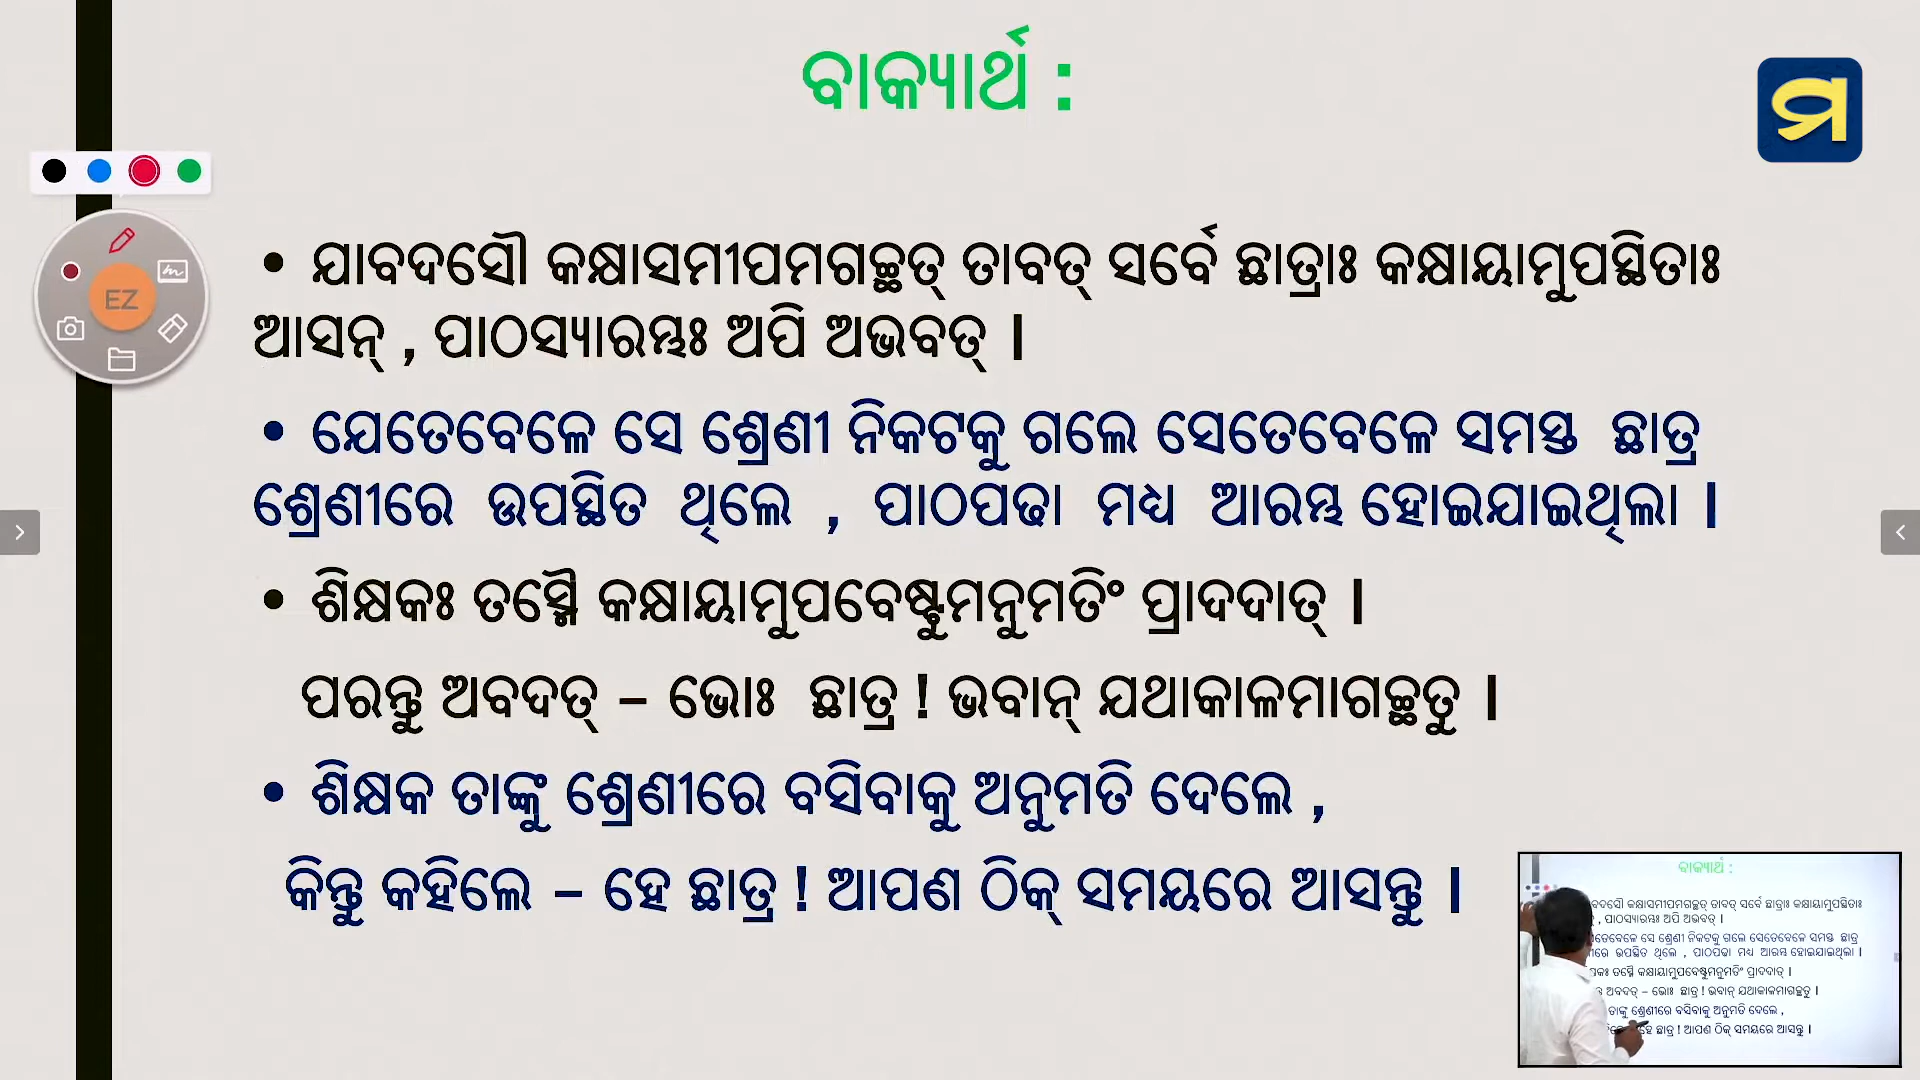 ବାକ୍ୟାର୍ଥ :
ମ
• ଯାବଦସୌ କକ୍ଷାସମୀପମଗଚ୍ଛତ୍ ତାବତ୍ ସର୍ବେ ଛାତ୍ରାଃ କକ୍ଷାୟାମୁପସ୍ଥିତାଃ
ଆସନ୍ , ପାଠସ୍ୟାରମ୍ଭଃ ଅପି ଅଭବତ୍ ।
• ଯେତେବେଳେ ସେ ଶ୍ରେଣୀ ନିକଟକୁ ଗଲେ ସେତେବେଳେ ସମସ୍ତ ଛାତ୍ର
ଶ୍ରେଣୀରେ ଉପସ୍ଥିତ ଥିଲେ , ପାଠପଢା ମଧ୍ୟ ଆରମ୍ଭ ହୋଇଯାଇଥିଲା ।
• ଶିକ୍ଷକଃ ତସ୍ମୈ କକ୍ଷାୟାମୁପବେଷ୍ଟୁମନୁମତିଂ ପ୍ରାଦଦାତ୍ ।
ପରନ୍ତୁ ଅବଦତ୍ – ଭୋଃ ଛାତ୍ର ! ଭବାନ୍ ଯଥାକାଳମାଗଚ୍ଛତୁ ।
• ଶିକ୍ଷକ ତାଙ୍କୁ ଶ୍ରେଣୀରେ ବସିବାକୁ ଅନୁମତି ଦେଲେ ,
କିନ୍ତୁ କହିଲେ – ହେ ଛାତ୍ର ! ଆପଣ ଠିକ୍ ସମୟରେ ଆସନ୍ତୁ ।
EZ